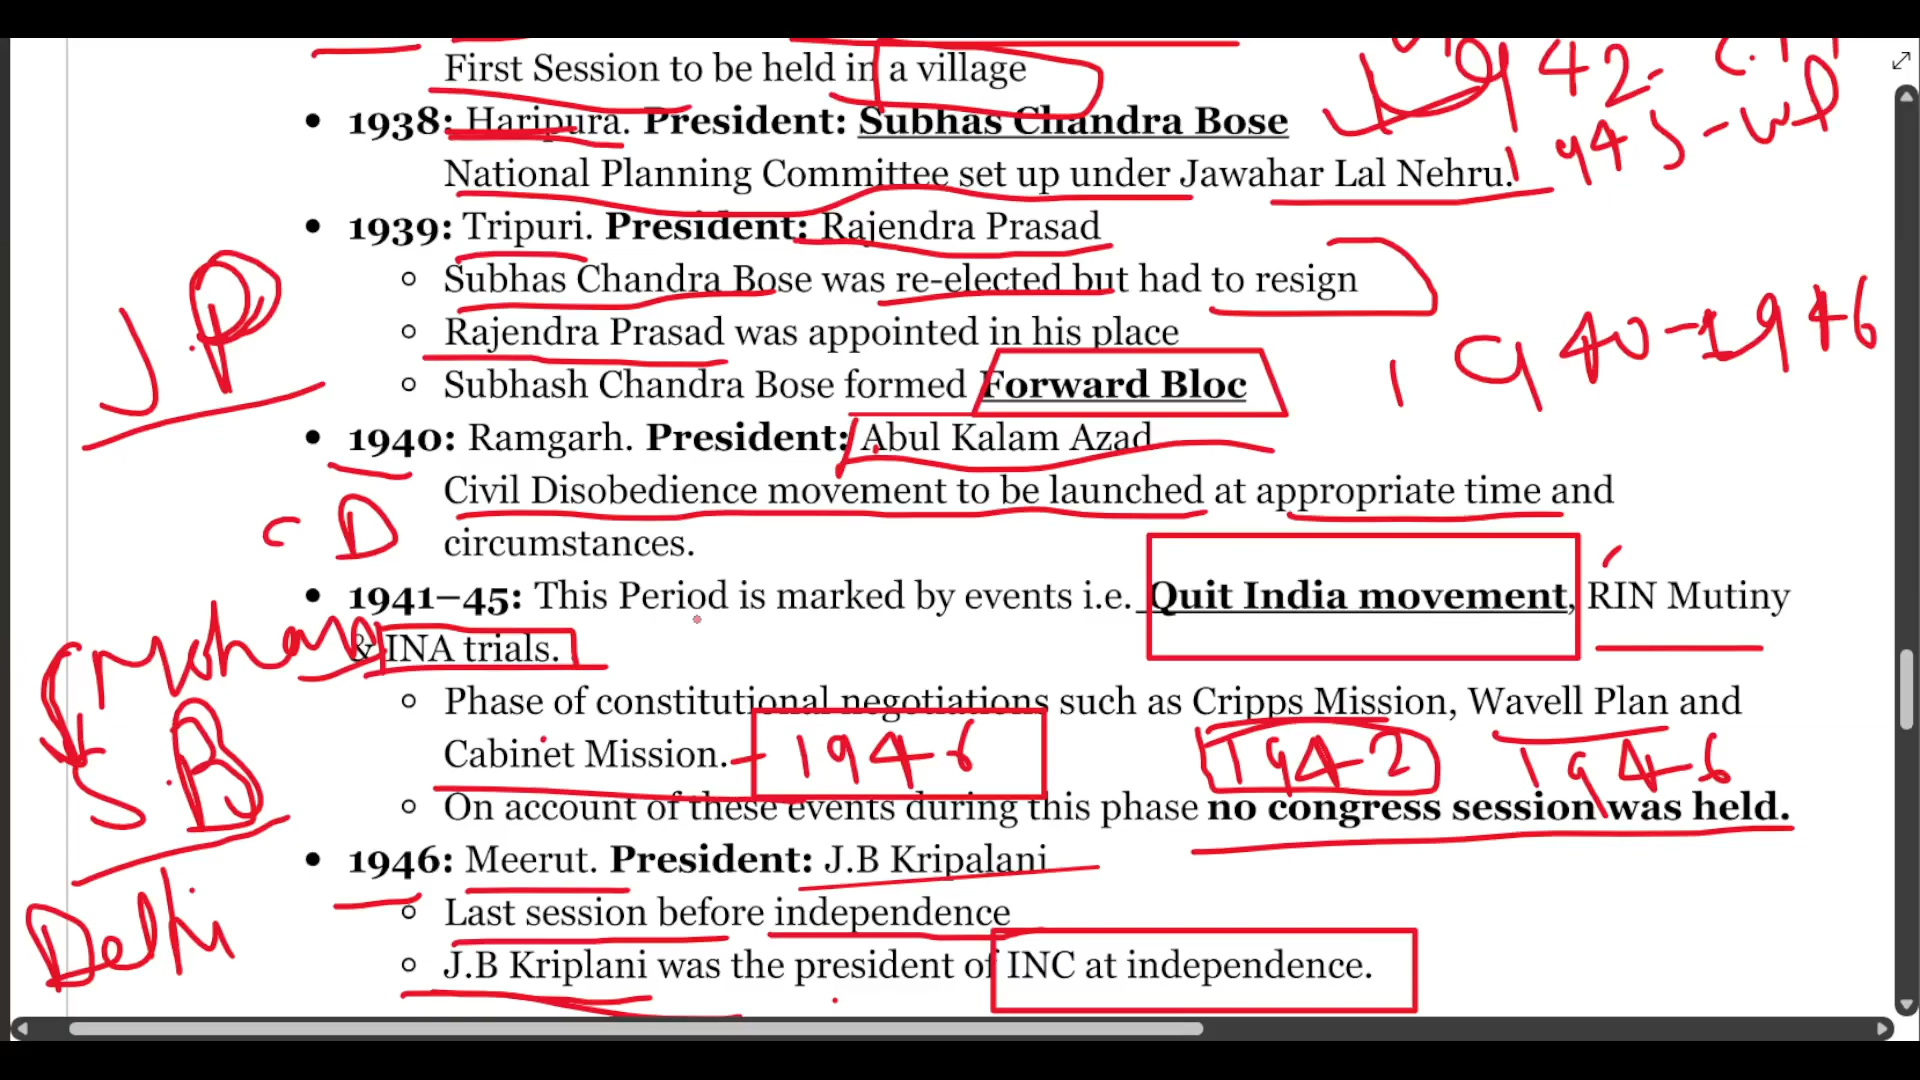 First Session to be held in a village
1942- C.
• 1938: Haripura. President: Subhas Chandra Bose
1945-WP
National Planning Committee set up under Jawahar Lal Nehru.
• 1939: Tripuri. President: Rajendra Prasad
J.P
○ Subhas Chandra Bose was re-elected but had to resign
○ Rajendra Prasad was appointed in his place
1940-1946
○ Subhash Chandra Bose formed Forward Bloc
• 1940: Ramgarh. President: Abul Kalam Azad
Civil Disobedience movement to be launched at appropriate time and
CD
circumstances.
• 1941–45: This Period is marked by events i.e. Quit India movement, RIN Mutiny
& INA trials.
Mohan
○ Phase of constitutional negotiations such as Cripps Mission, Wavell Plan and
Cabinet Mission. - 1946
1942
1946
S.B
○ On account of these events during this phase no congress session was held.
• 1946: Meerut. President: J.B Kripalani
○ Last session before independence
Delhi
○ J.B Kriplani was the president of INC at independence.